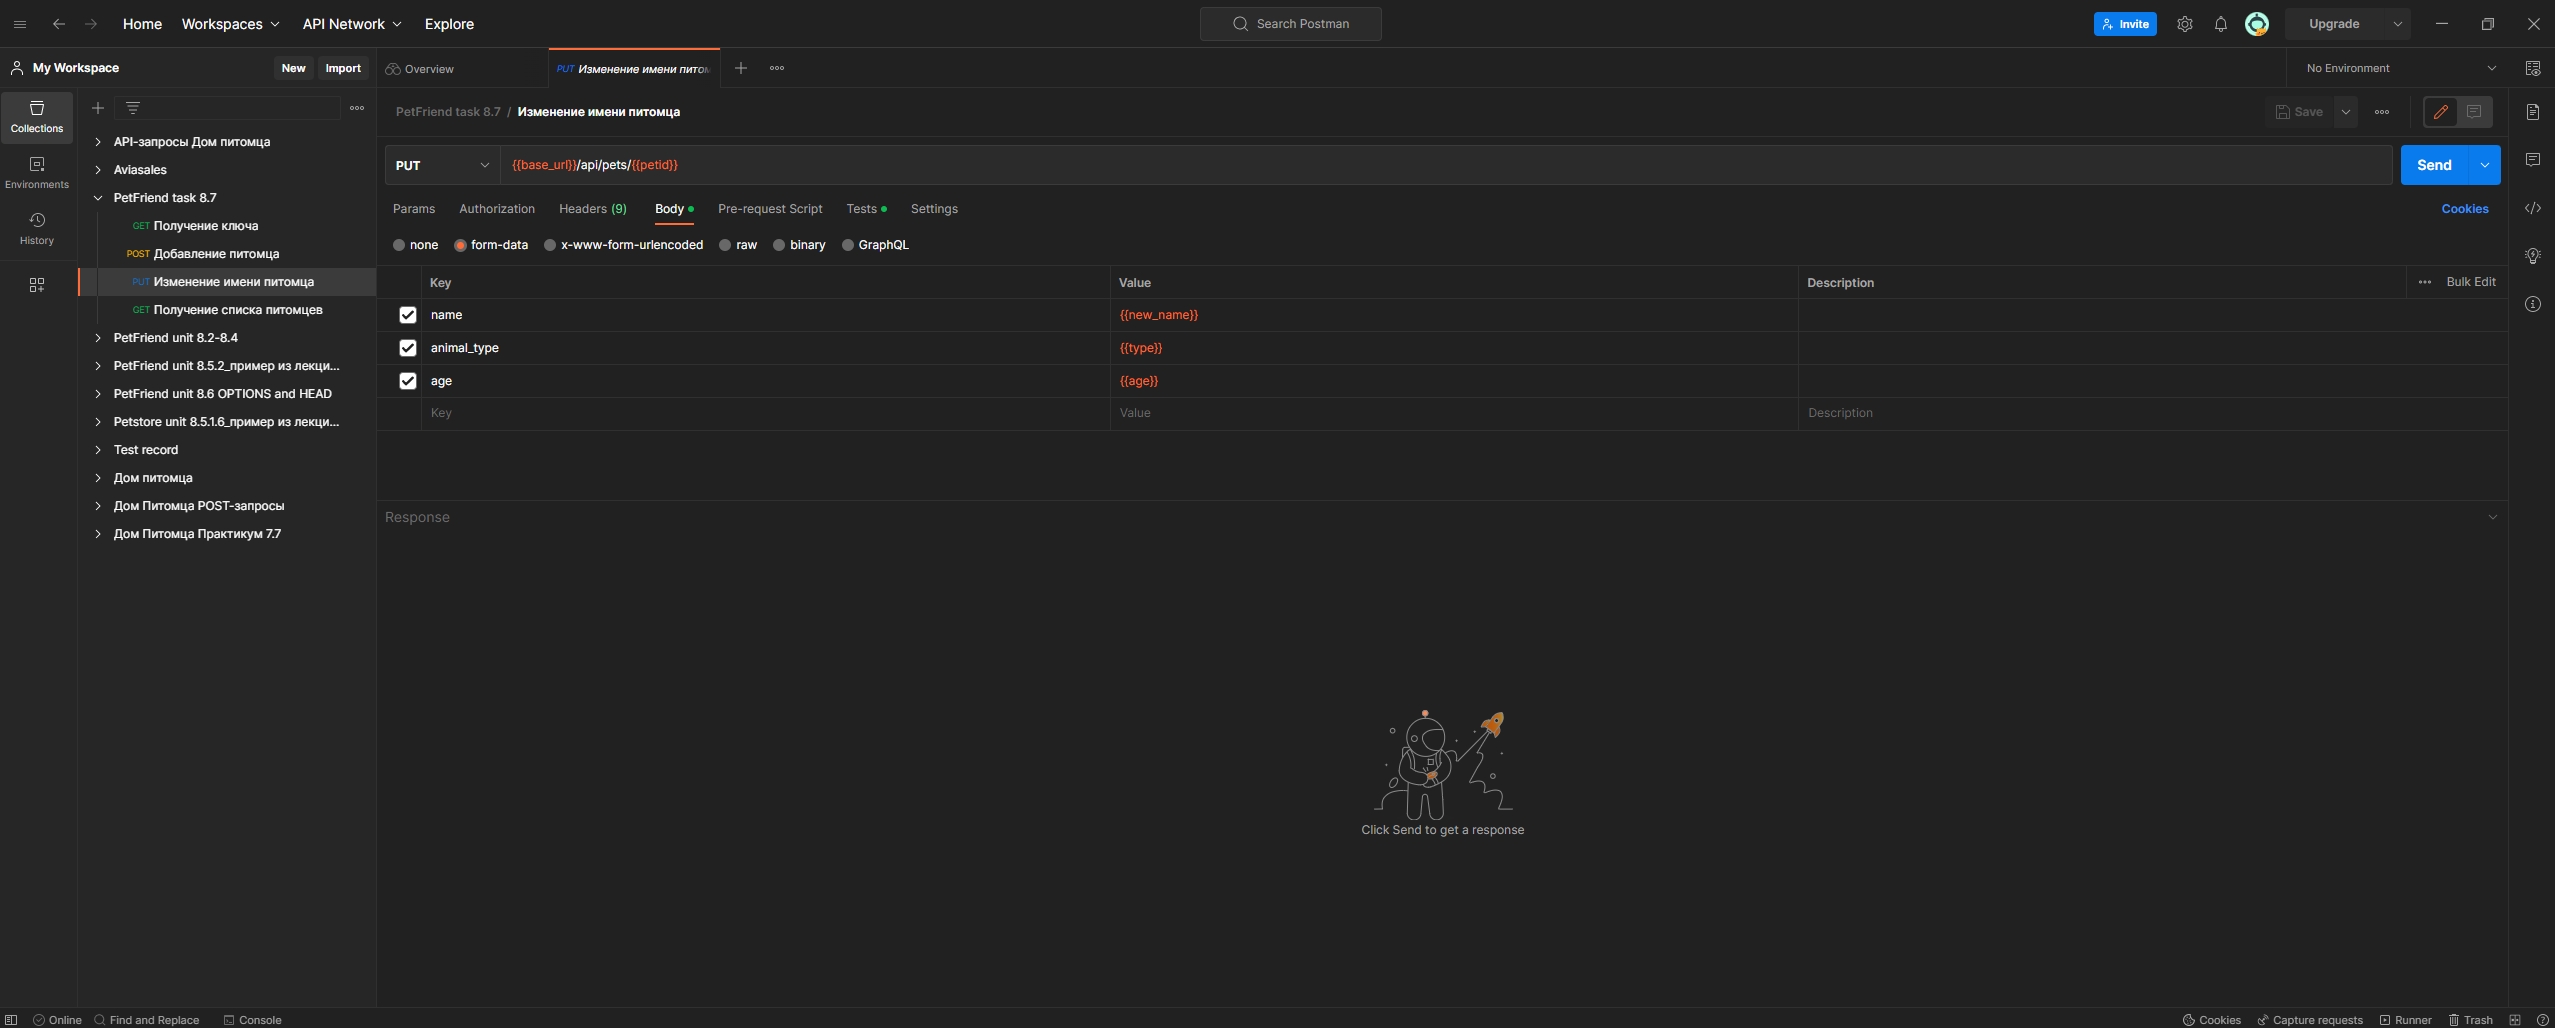 Home Workspaces API Network Explore Search Postman Invite Upgrade
My Workspace New Import Overview PUT Изменение имени питом No Environment
Collections
Environments
History
API-запросы Дом питомца
Aviasales
PetFriend task 8.7
GET Получение ключа
POST Добавление питомца
PUT Изменение имени питомца
GET Получение списка питомцев
PetFriend unit 8.2-8.4
PetFriend unit 8.5.2_пример из лекци...
PetFriend unit 8.6 OPTIONS and HEAD
Petstore unit 8.5.1.6_пример из лекци...
Test record
Дом питомца
Дом Питомца POST-запросы
Дом Питомца Практикум 7.7
PetFriend task 8.7 / Изменение имени питомца Save
PUT {{base_url}}/api/pets/{{petid}} Send
Params Authorization Headers (9) Body Pre-request Script Tests Settings Cookies
none form-data x-www-form-urlencoded raw binary GraphQL
Key Value Description Bulk Edit
name {{new_name}}
animal_type {{type}}
age {{age}}
Key Value Description
Response
Click Send to get a response
Online Find and Replace Console Cookies Capture requests Runner Trash